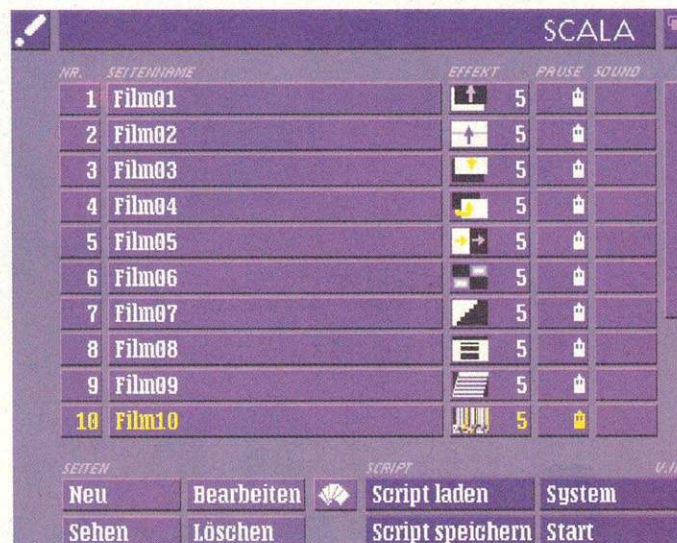 SCALA
NR. SEITENNAME EFFEKT PAUSE SOUND
1 Film01 5
2 Film02 5
3 Film03 5
4 Film04 5
5 Film05 5
6 Film06 5
7 Film07 5
8 Film08 5
9 Film09 5
10 Film10 5
SEITEN SCRIPT
Neu Bearbeiten Script laden System
Sehen Löschen Script speichern Start